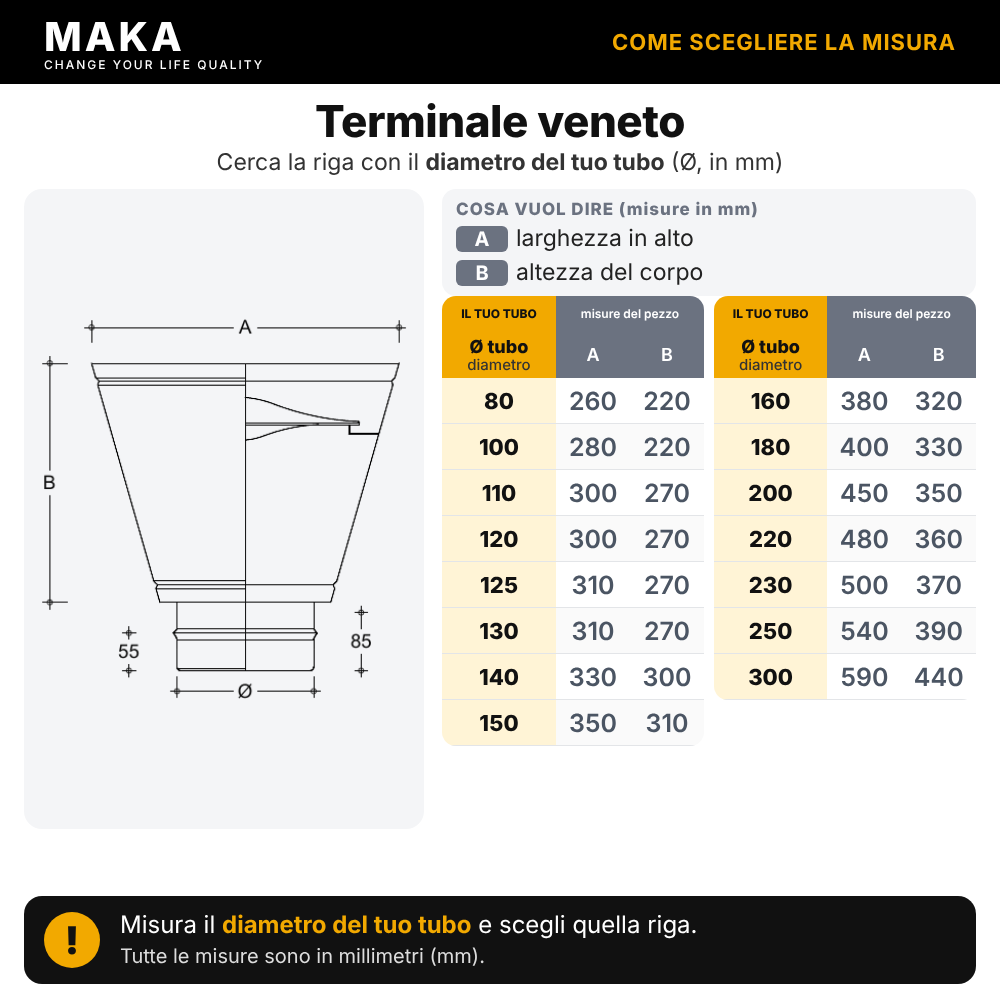 MAKA
CHANGE YOUR LIFE QUALITY
COME SCEGLIERE LA MISURA
Terminale veneto
Cerca la riga con il diametro del tuo tubo (Ø, in mm)
A
B
55
85
Ø
COSA VUOL DIRE (misure in mm)
A larghezza in alto
B altezza del corpo
IL TUO TUBO misure del pezzo
Ø tubo diametro A B
80 260 220
100 280 220
110 300 270
120 300 270
125 310 270
130 310 270
140 330 300
150 350 310
IL TUO TUBO misure del pezzo
Ø tubo diametro A B
160 380 320
180 400 330
200 450 350
220 480 360
230 500 370
250 540 390
300 590 440
!
Misura il diametro del tuo tubo e scegli quella riga.
Tutte le misure sono in millimetri (mm).